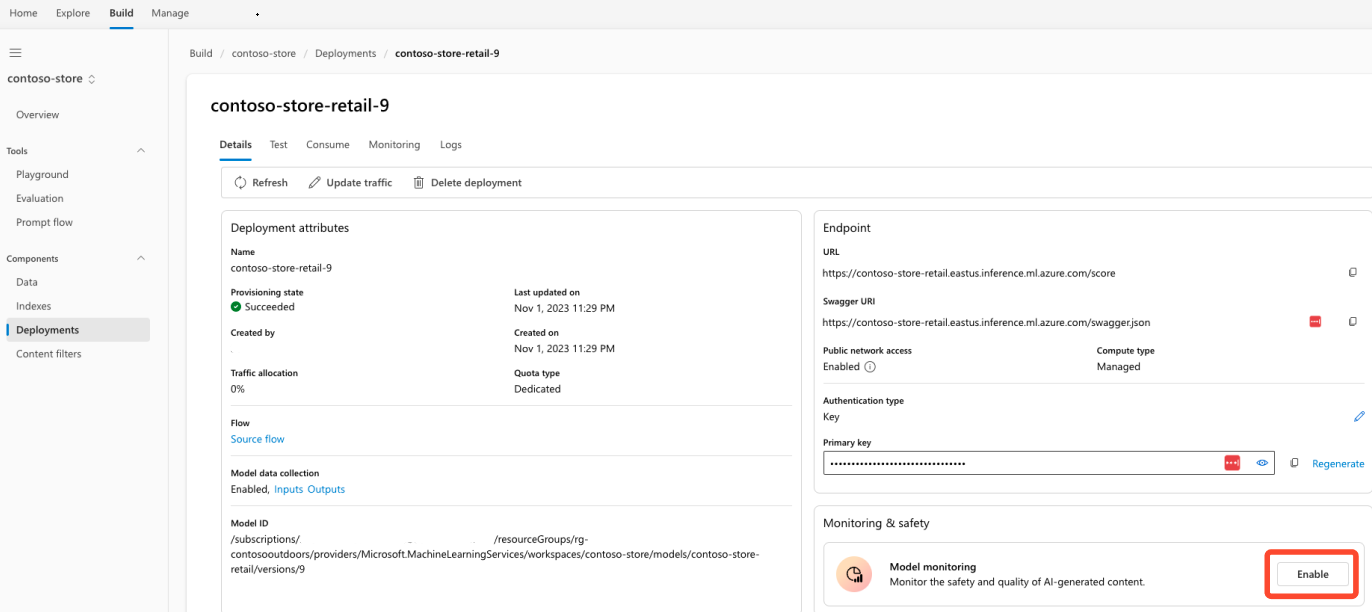 Home Explore Build Manage
Build / contoso-store / Deployments / contoso-store-retail-9
contoso-store
Overview
Tools
Playground
Evaluation
Prompt flow
Components
Data
Indexes
Deployments
Content filters
contoso-store-retail-9
Details Test Consume Monitoring Logs
Refresh Update traffic Delete deployment
Deployment attributes
Name
contoso-store-retail-9
Provisioning state
Succeeded
Last updated on
Nov 1, 2023 11:29 PM
Created by
Created on
Nov 1, 2023 11:29 PM
Traffic allocation
0%
Quota type
Dedicated
Flow
Source flow
Model data collection
Enabled, Inputs Outputs
Model ID
/subscriptions/ /resourceGroups/rg-
contosooutdoors/providers/Microsoft.MachineLearningServices/workspaces/contoso-store/models/contoso-store-
retail/versions/9
Endpoint
URL
https://contoso-store-retail.eastus.inference.ml.azure.com/score
Swagger URI
https://contoso-store-retail.eastus.inference.ml.azure.com/swagger.json
Public network access
Enabled
Compute type
Managed
Authentication type
Key
Primary key
••••••••••••••••••••••••••••••••
Regenerate
Monitoring & safety
Model monitoring
Monitor the safety and quality of AI-generated content.
Enable